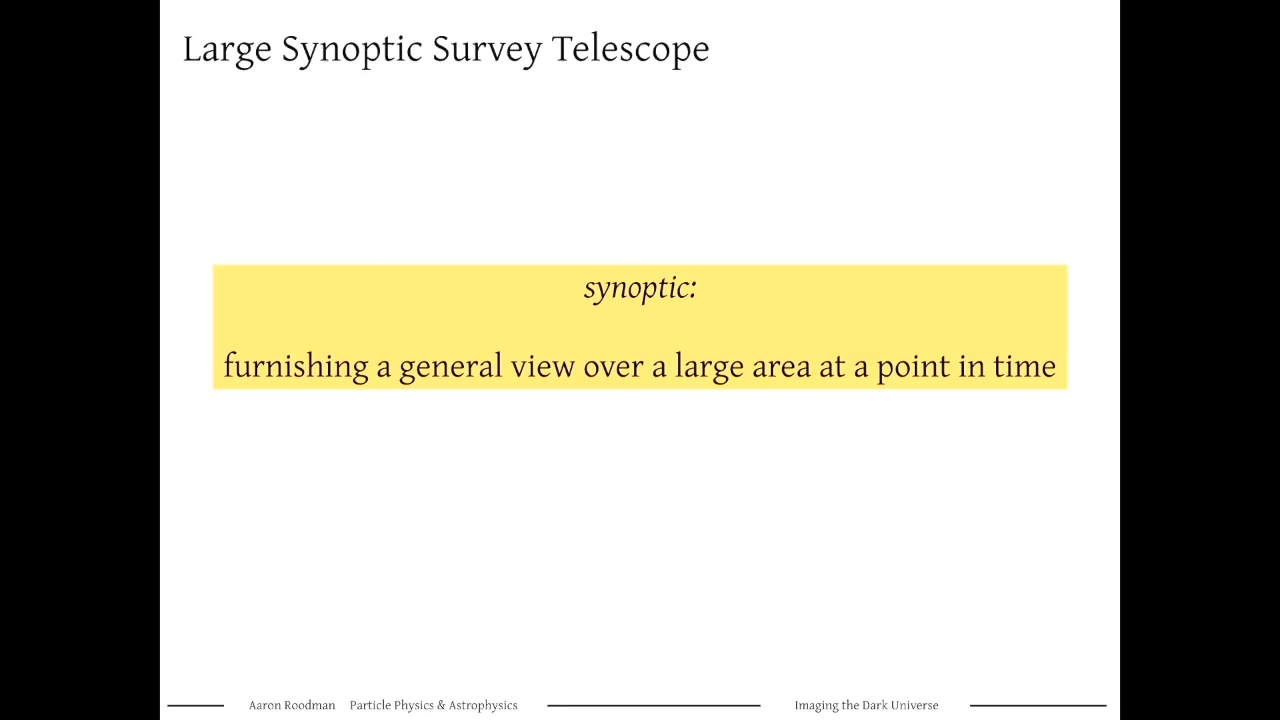 Large Synoptic Survey Telescope
synoptic:
furnishing a general view over a large area at a point in time
Aaron Roodman Particle Physics & Astrophysics Imaging the Dark Universe